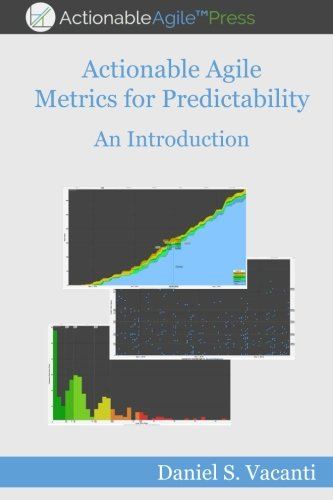 ActionableAgile™Press
Actionable Agile
Metrics for Predictability
An Introduction
Daniel S. Vacanti